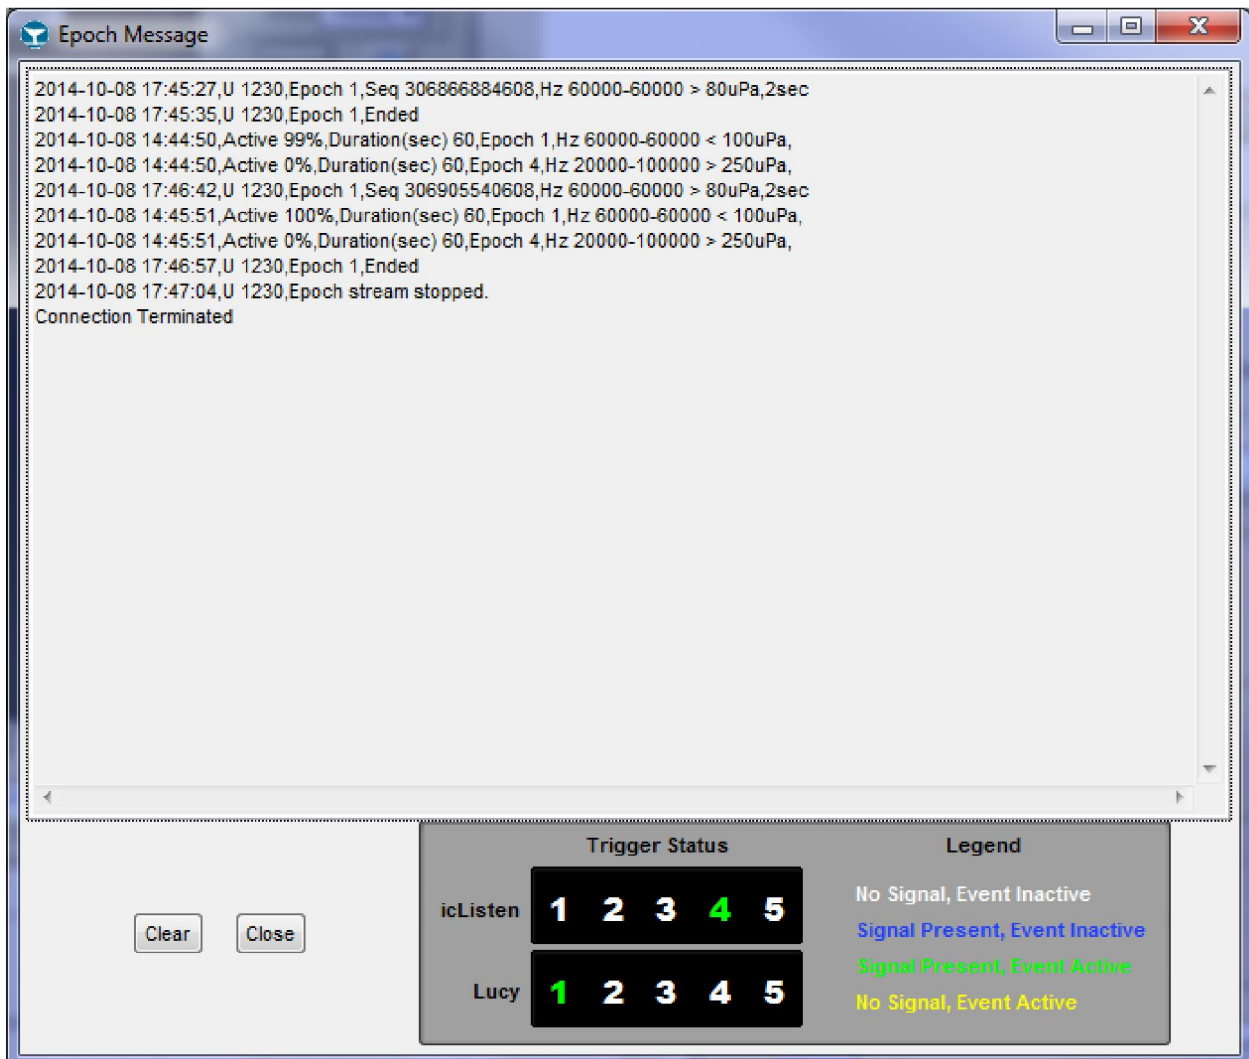 Epoch Message
2014-10-08 17:45:27,U 1230,Epoch 1,Seq 306866884608,Hz 60000-60000 > 80uPa,2sec
2014-10-08 17:45:35,U 1230,Epoch 1,Ended
2014-10-08 14:44:50,Active 99%,Duration(sec) 60,Epoch 1,Hz 60000-60000 < 100uPa,
2014-10-08 14:44:50,Active 0%,Duration(sec) 60,Epoch 4,Hz 20000-100000 > 250uPa,
2014-10-08 17:46:42,U 1230,Epoch 1,Seq 306905540608,Hz 60000-60000 > 80uPa,2sec
2014-10-08 14:45:51,Active 100%,Duration(sec) 60,Epoch 1,Hz 60000-60000 < 100uPa,
2014-10-08 14:45:51,Active 0%,Duration(sec) 60,Epoch 4,Hz 20000-100000 > 250uPa,
2014-10-08 17:46:57,U 1230,Epoch 1,Ended
2014-10-08 17:47:04,U 1230,Epoch stream stopped.
Connection Terminated
Clear
Close
Trigger Status
icListen 1 2 3 4 5
Lucy 1 2 3 4 5
Legend
No Signal, Event Inactive
Signal Present, Event Inactive
Signal Present, Event Active
No Signal, Event Active